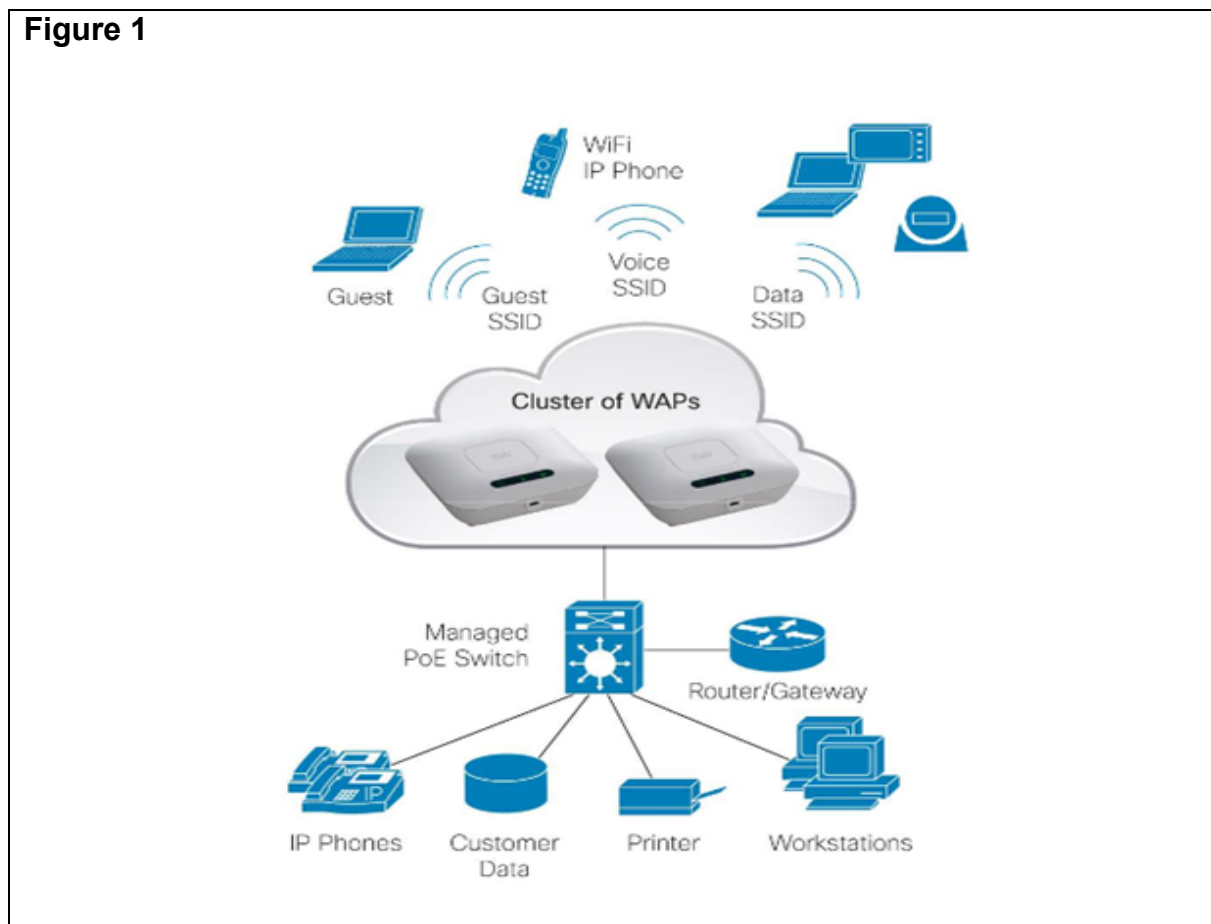 Figure 1
WiFi
IP Phone
Voice
SSID
Guest
Guest
SSID
Data
SSID
Cluster of WAPs
Managed
PoE Switch
Router/Gateway
IP
IP Phones
Customer
Data
Printer
Workstations